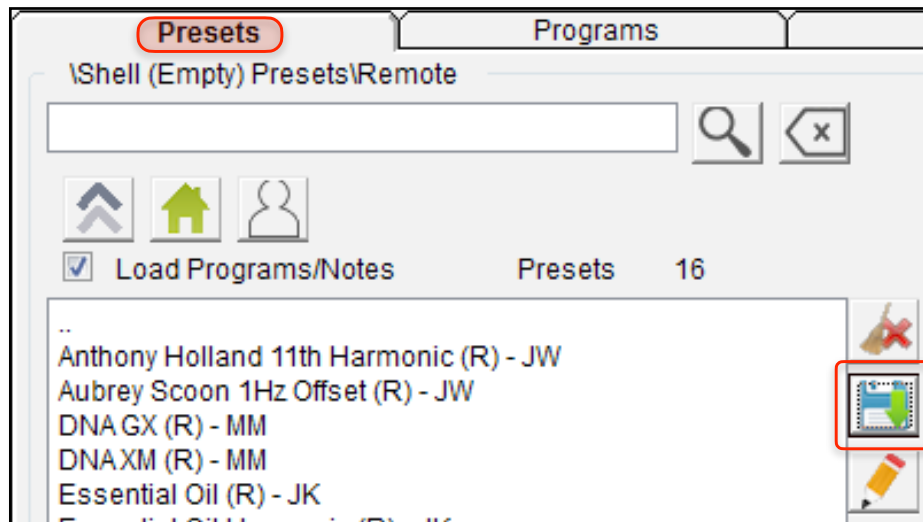 Presets Programs
\Shell (Empty) Presets\Remote
Load Programs/Notes Presets 16
..
Anthony Holland 11th Harmonic (R) - JW
Aubrey Scoon 1Hz Offset (R) - JW
DNA GX (R) - MM
DNA XM (R) - MM
Essential Oil (R) - JK